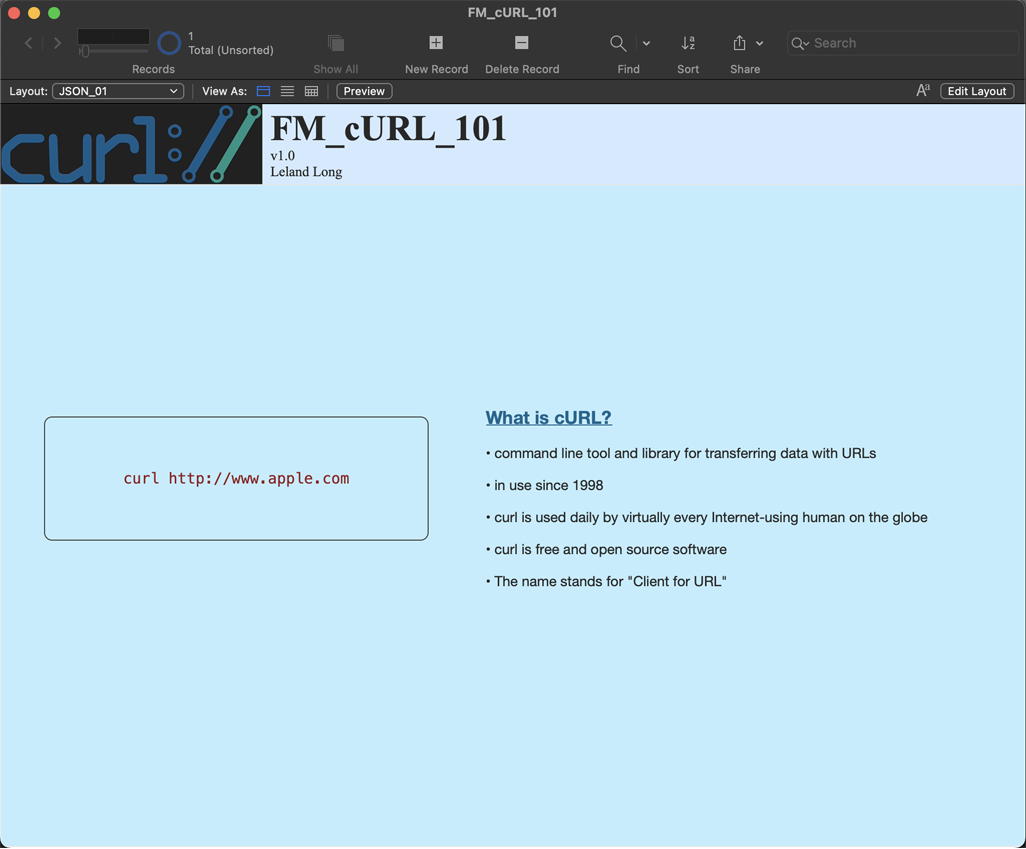 FM_cURL_101
1
Total (Unsorted)
Records
Show All
New Record
Delete Record
Find
Sort
Share
Search
Layout: JSON_01
View As:
Preview
Aa
Edit Layout
curl://
FM_cURL_101
v1.0
Leland Long
curl http://www.apple.com
What is cURL?
• command line tool and library for transferring data with URLs
• in use since 1998
• curl is used daily by virtually every Internet-using human on the globe
• curl is free and open source software
• The name stands for "Client for URL"